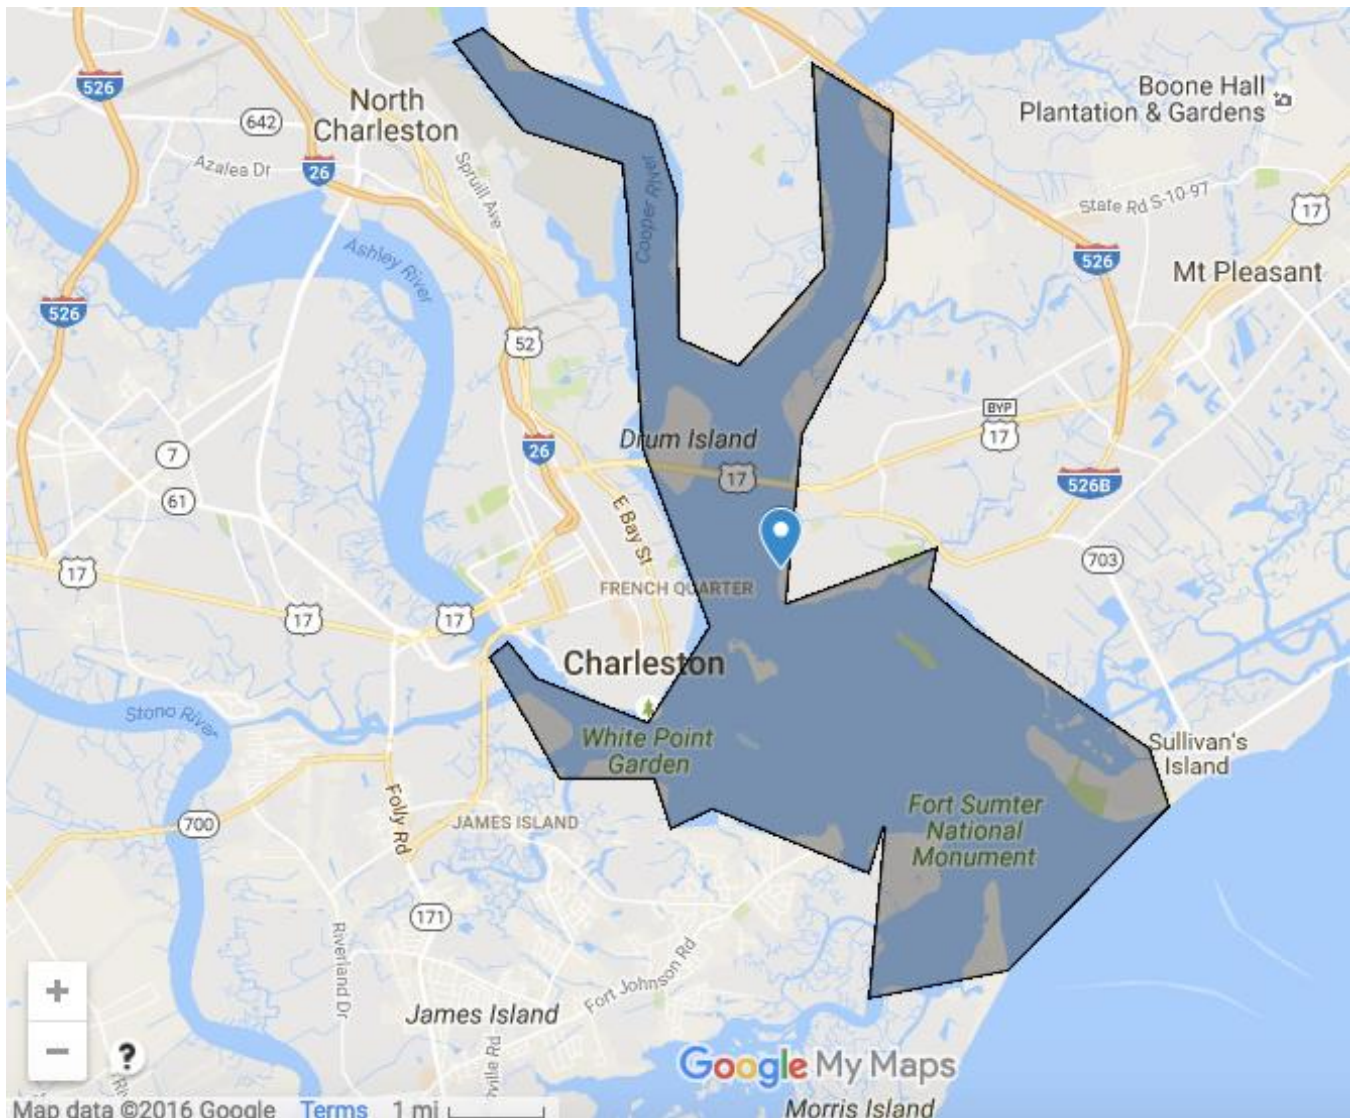 526
North
Charleston
642
Azalea Dr
26
Spruill Ave
Cooper River
Boone Hall
Plantation & Gardens
State Rd S-10-97
17
526
Mt Pleasant
Ashley River
526
52
BYP
17
7
61
26
Drum Island
17
526B
E Bay St
703
17
17
17
FRENCH QUARTER
Charleston
Stono River
White Point
Garden
Sullivan's
Island
700
Folly Rd
JAMES ISLAND
Fort Sumter
National
Monument
171
Riverland Dr
Fort Johnson Rd
James Island
+
−
?
Google My Maps
Map data ©2016 Google Terms 1 mi
Morris Island